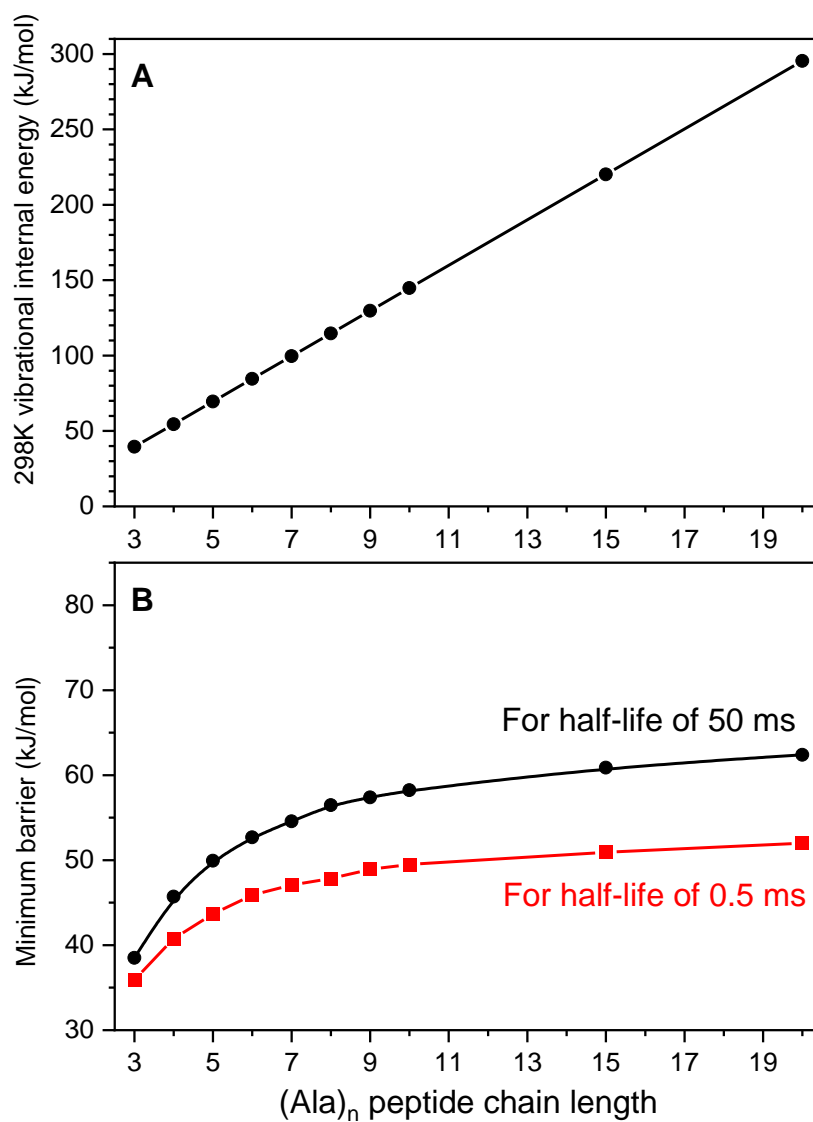 298K vibrational internal energy (kJ/mol)
A
300
250
200
150
100
50
0
3 5 7 9 11 13 15 17 19
Minimum barrier (kJ/mol)
B
80
70
60
50
40
30
For half-life of 50 ms
For half-life of 0.5 ms
3 5 7 9 11 13 15 17 19
(Ala)n peptide chain length